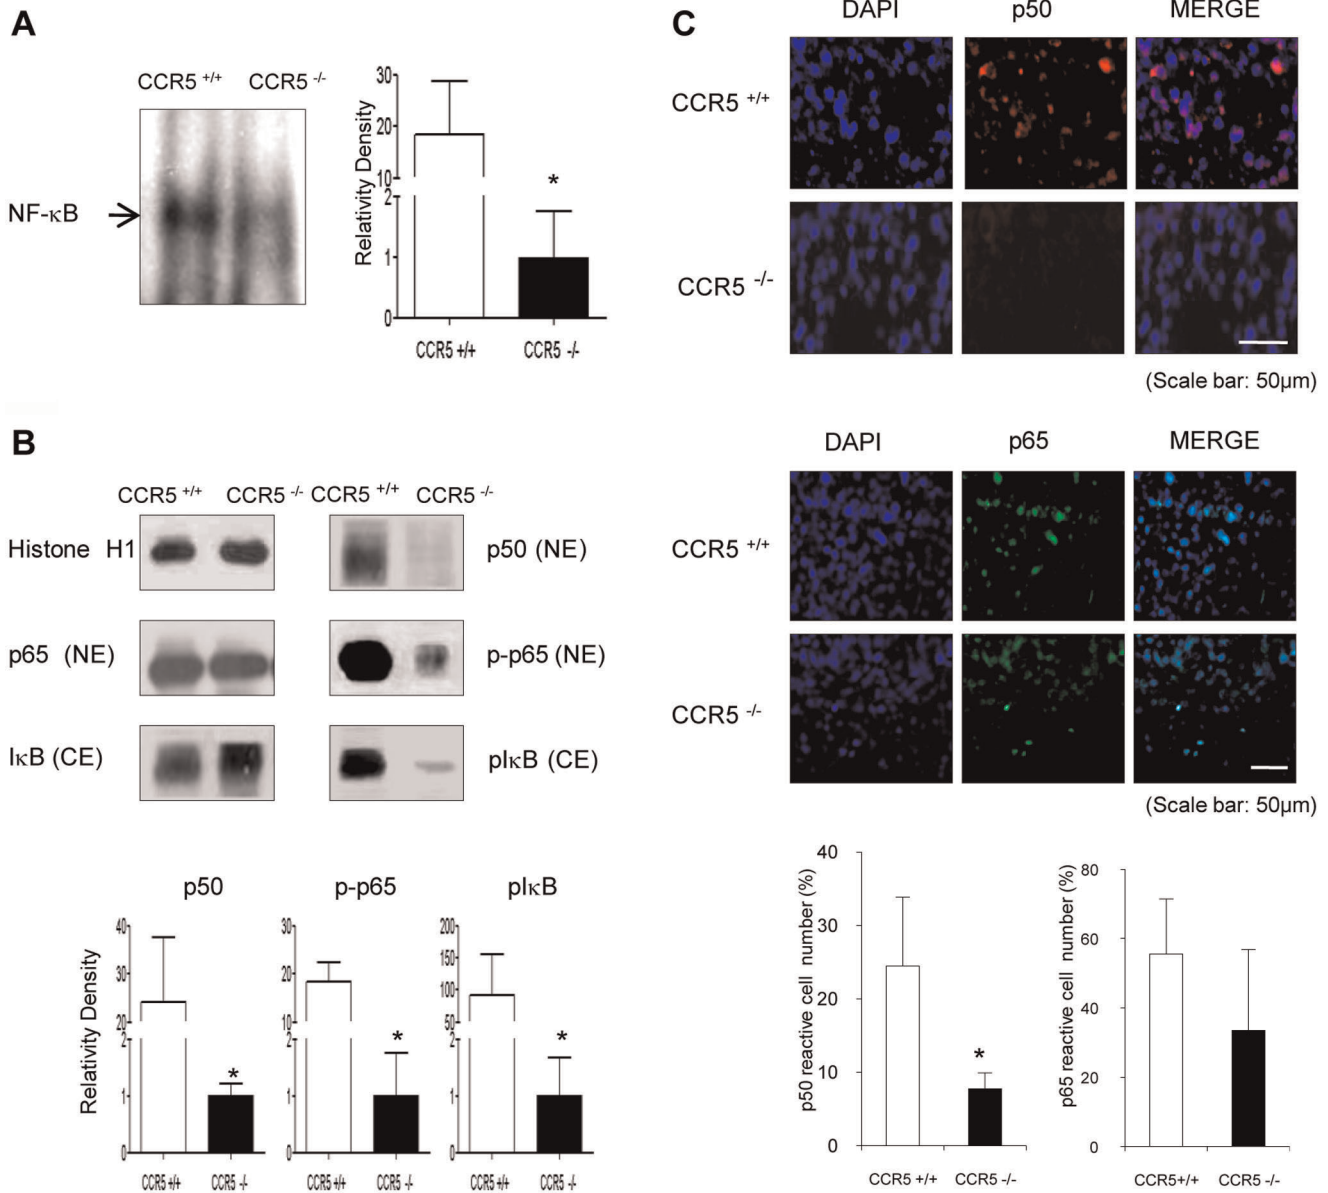 A
CCR5 +/+ CCR5 -/-
NF-κB
Relativity Density
30
20
10
2
1
0
*
CCR5 +/+ CCR5 -/-
B
CCR5 +/+ CCR5 -/- CCR5 +/+ CCR5 -/-
Histone H1 p50 (NE)
p65 (NE) p-p65 (NE)
IκB (CE) pIκB (CE)
p50 p-p65 pIκB
Relativity Density
40
30
20
2
1
0
*
CCR5 +/+ CCR5 -/-
30
20
10
2
1
0
*
CCR5 +/+ CCR5 -/-
200
150
100
50
2
1
0
*
CCR5 +/+ CCR5 -/-
C
DAPI p50 MERGE
CCR5 +/+
CCR5 -/-
(Scale bar: 50μm)
DAPI p65 MERGE
CCR5 +/+
CCR5 -/-
(Scale bar: 50μm)
p50 reactive cell number (%)
40
30
20
10
0
*
CCR5 +/+ CCR5 -/-
p65 reactive cell number (%)
80
60
40
20
0
CCR5+/+ CCR5 -/-